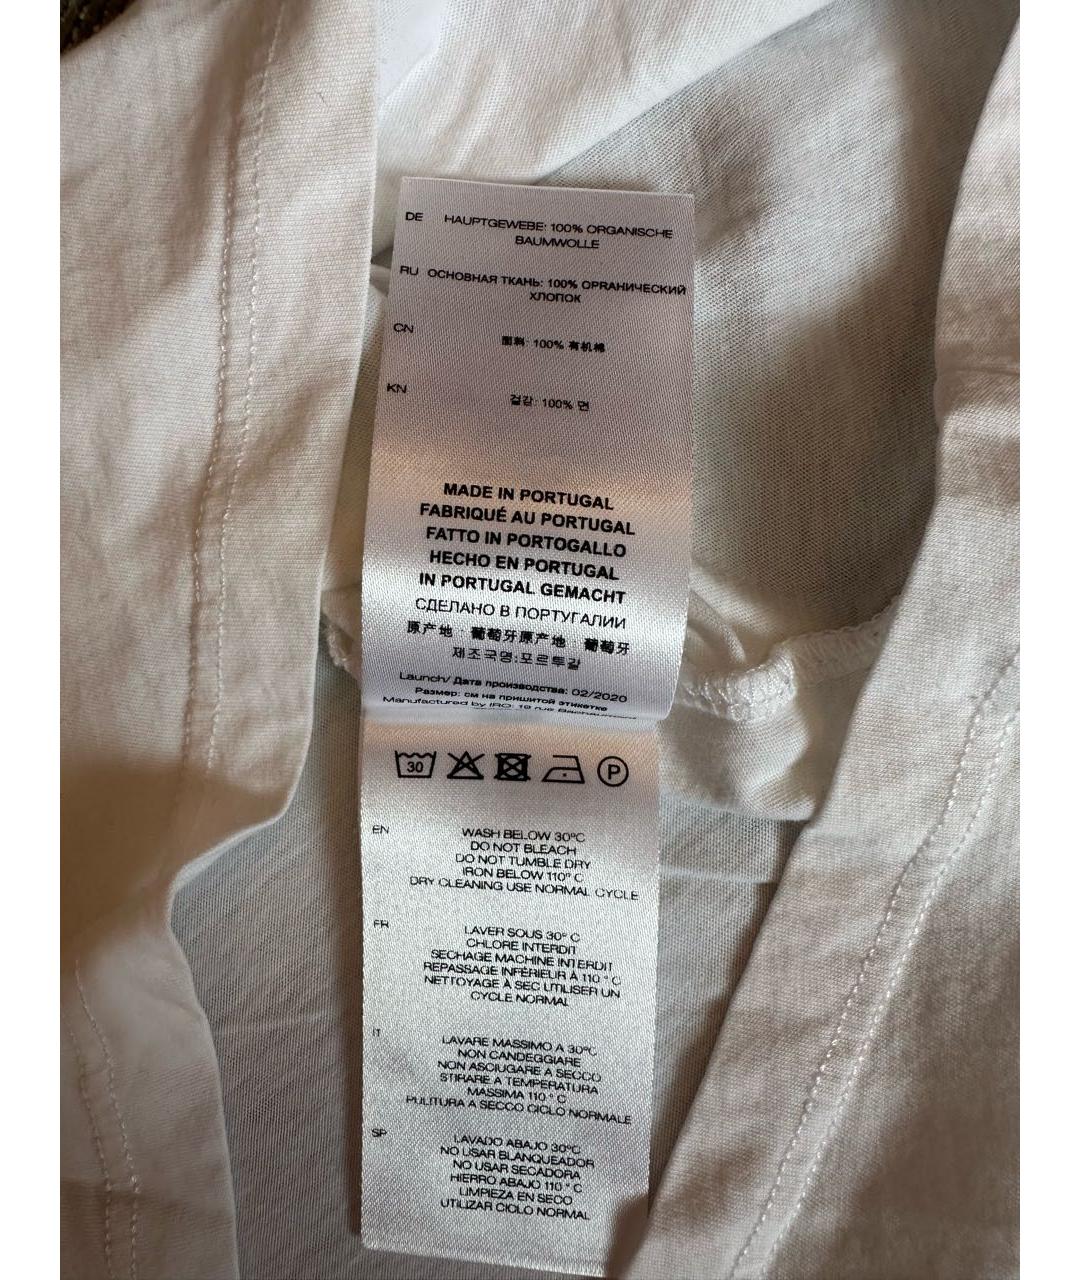 DE HAUPTGEWEBE: 100% ORGANISCHE
BAUMWOLLE
RU ОСНОВНАЯ ТКАНЬ: 100% ОРГАНИЧЕСКИЙ
ХЛОПОК
CN 面料: 100% 有机棉
KN 겉감: 100% 면
MADE IN PORTUGAL
FABRIQUÉ AU PORTUGAL
FATTO IN PORTOGALLO
HECHO EN PORTUGAL
IN PORTUGAL GEMACHT
СДЕЛАНО В ПОРТУГАЛИИ
原产地: 葡萄牙原产地: 葡萄牙
제조국명:포르투갈
Launch/ Дата производства: 02/2020
Размер: см на пришитой этикетке
Manufactured by IRO: 19 rue
30
P
EN WASH BELOW 30°C
DO NOT BLEACH
DO NOT TUMBLE DRY
IRON BELOW 110° C
DRY CLEANING USE NORMAL CYCLE
FR LAVER SOUS 30° C
CHLORE INTERDIT
SECHAGE MACHINE INTERDIT
REPASSAGE INFÉRIEUR À 110 ° C
NETTOYAGE À SEC UTILISER UN
CYCLE NORMAL
IT LAVARE MASSIMO A 30°C
NON CANDEGGIARE
NON ASCIUGARE A SECCO
STIRARE A TEMPERATURA
MASSIMA 110 ° C
PULITURA A SECCO CICLO NORMALE
SP LAVADO ABAJO 30°C
NO USAR BLANQUEADOR
NO USAR SECADORA
HIERRO ABAJO 110 ° C
LIMPIEZA EN SECO
UTILIZAR CICLO NORMAL